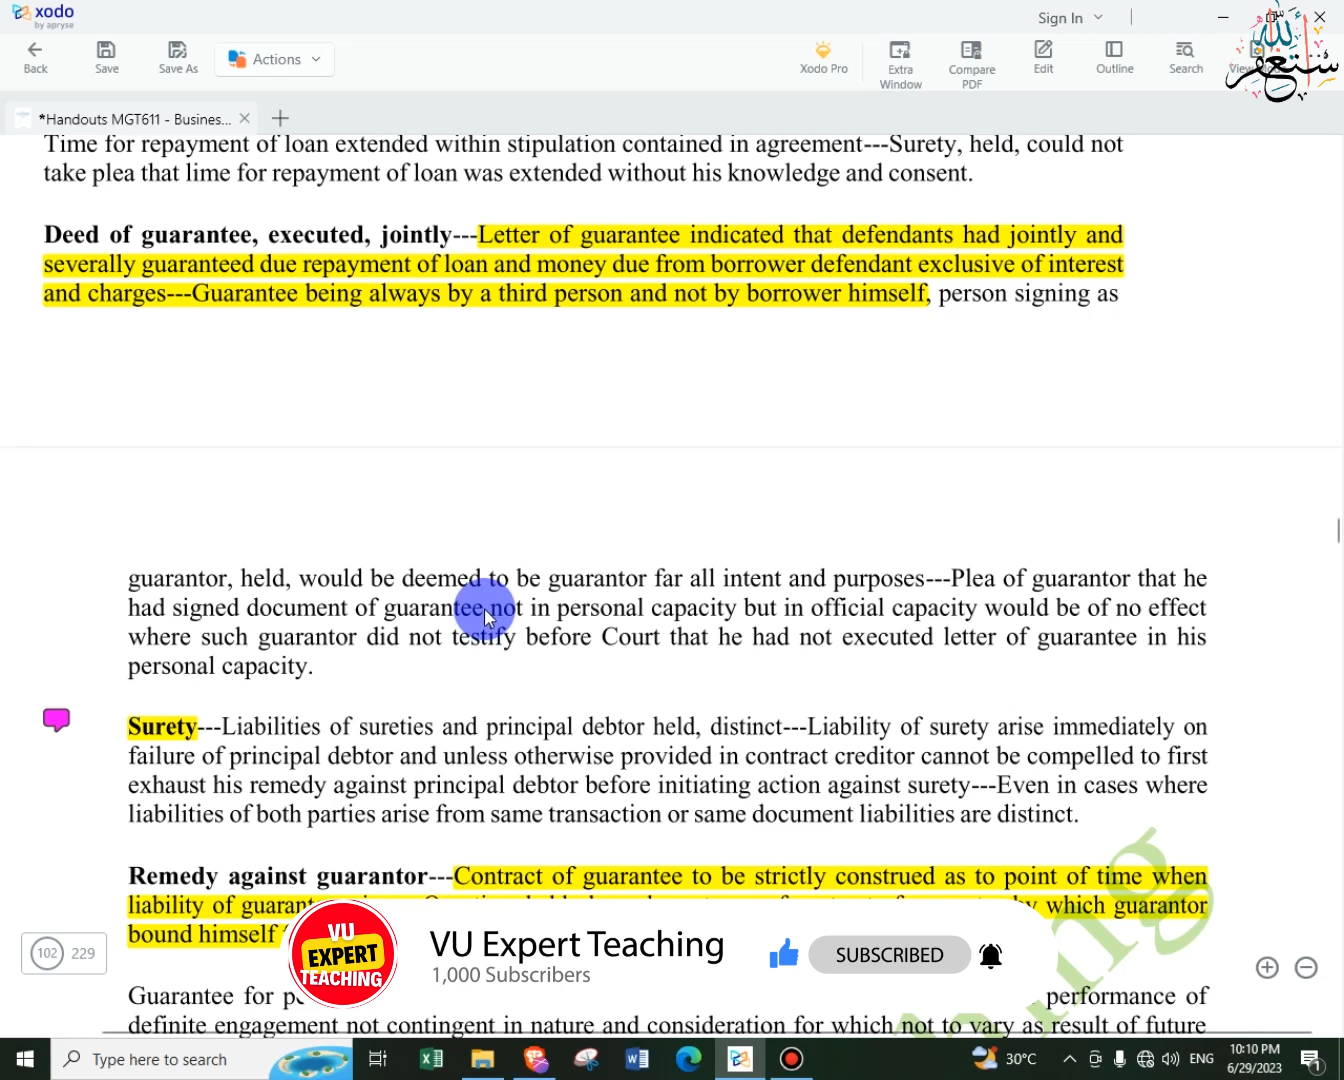 xodo
by apryse
Sign In
Back
Save
Save As
Actions
Xodo Pro
Extra Window
Compare PDF
Edit
Outline
Search
أستغفر الله
*Handouts MGT611 - Busines...
Time for repayment of loan extended within stipulation contained in agreement---Surety, held, could not
take plea that lime for repayment of loan was extended without his knowledge and consent.
Deed of guarantee, executed, jointly---Letter of guarantee indicated that defendants had jointly and
severally guaranteed due repayment of loan and money due from borrower defendant exclusive of interest
and charges---Guarantee being always by a third person and not by borrower himself, person signing as
guarantor, held, would be deemed to be guarantor far all intent and purposes---Plea of guarantor that he
had signed document of guarantee not in personal capacity but in official capacity would be of no effect
where such guarantor did not testify before Court that he had not executed letter of guarantee in his
personal capacity.
Surety---Liabilities of sureties and principal debtor held, distinct---Liability of surety arise immediately on
failure of principal debtor and unless otherwise provided in contract creditor cannot be compelled to first
exhaust his remedy against principal debtor before initiating action against surety---Even in cases where
liabilities of both parties arise from same transaction or same document liabilities are distinct.
Remedy against guarantor---Contract of guarantee to be strictly construed as to point of time when
liability of by which guarantor
bound himself
VU
EXPERT
TEACHING
VU Expert Teaching
1,000 Subscribers
SUBSCRIBED
102 229
Guarantee for performance of
definite engagement not contingent in nature and consideration for which not to vary as result of future
Type here to search
30°C
ENG
10:10 PM
6/29/2023
1